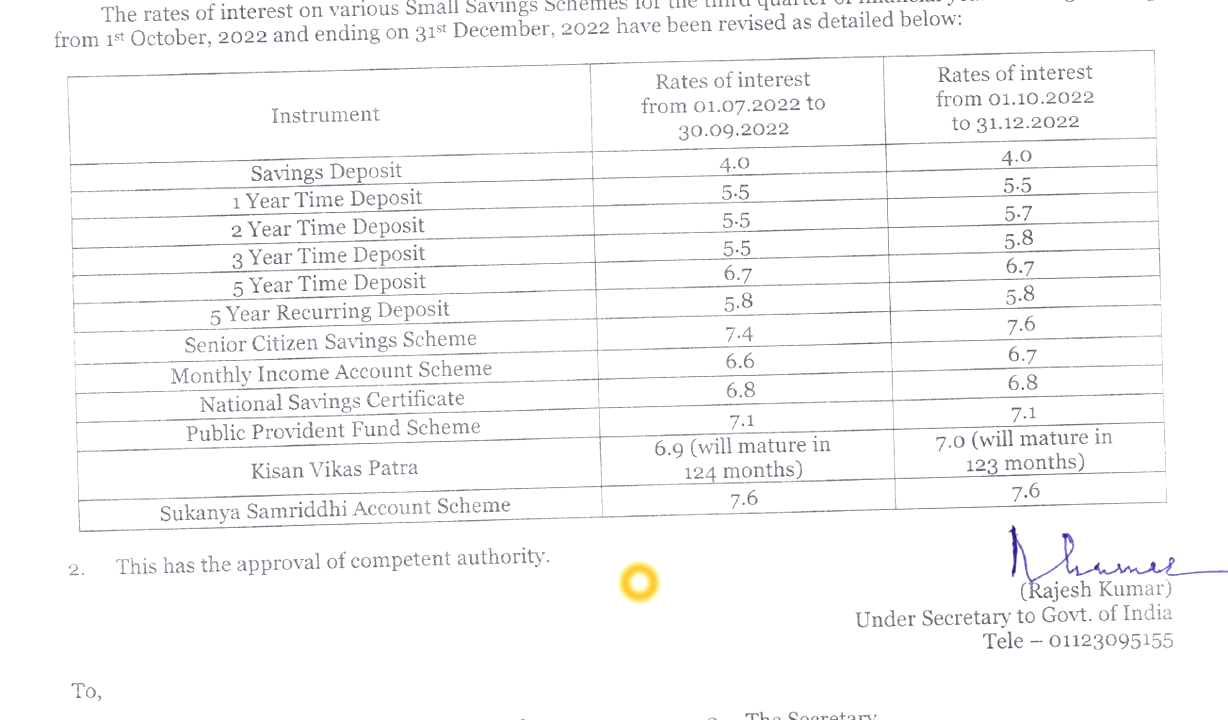 The rates of interest on various Small Savings Schemes for the third quarter of financial
from 1st October, 2022 and ending on 31st December, 2022 have been revised as detailed below:
Instrument
Rates of interest
from 01.07.2022 to
30.09.2022
Rates of interest
from 01.10.2022
to 31.12.2022
Savings Deposit 4.0 4.0
1 Year Time Deposit 5.5 5.5
2 Year Time Deposit 5.5 5.7
3 Year Time Deposit 5.5 5.8
5 Year Time Deposit 6.7 6.7
5 Year Recurring Deposit 5.8 5.8
Senior Citizen Savings Scheme 7.4 7.6
Monthly Income Account Scheme 6.6 6.7
National Savings Certificate 6.8 6.8
Public Provident Fund Scheme 7.1 7.1
Kisan Vikas Patra
6.9 (will mature in
124 months)
7.0 (will mature in
123 months)
Sukanya Samriddhi Account Scheme 7.6 7.6
2. This has the approval of competent authority.
(Rajesh Kumar)
Under Secretary to Govt. of India
Tele – 01123095155
To,
The Secretary